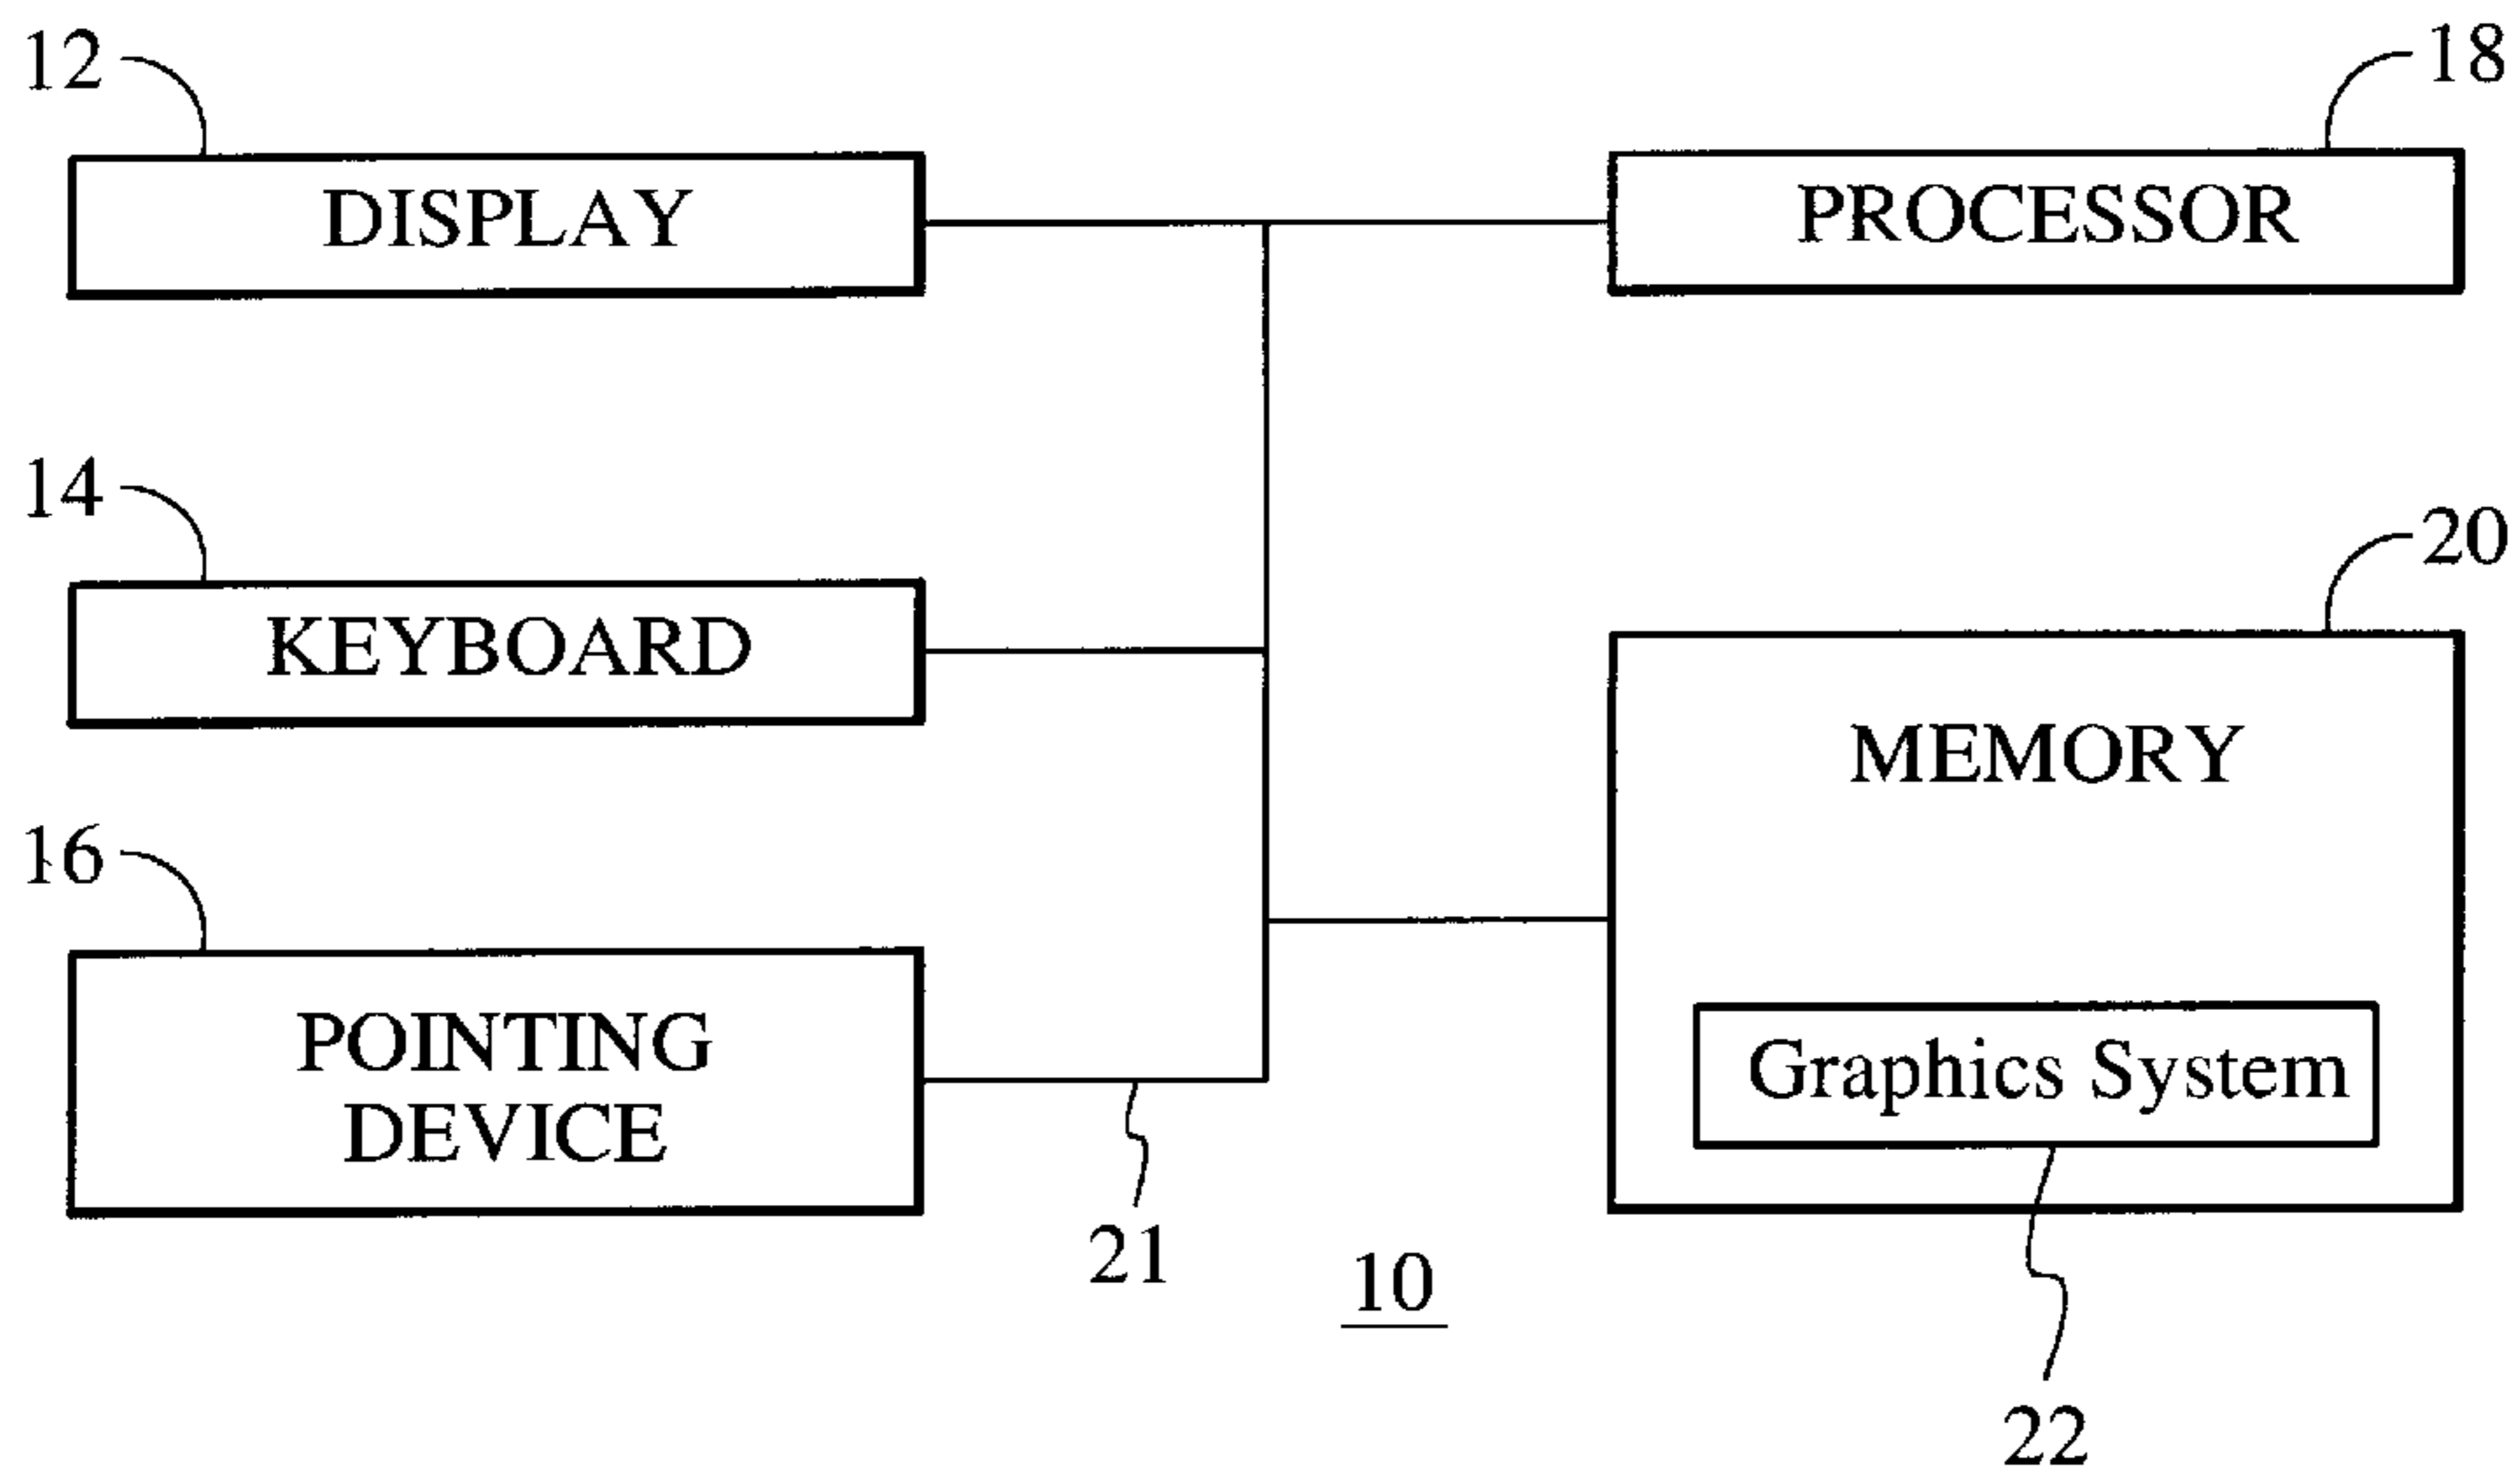 12
18
DISPLAY
PROCESSOR
14
20
KEYBOARD
MEMORY
16
POINTING
DEVICE
Graphics System
21
10
22